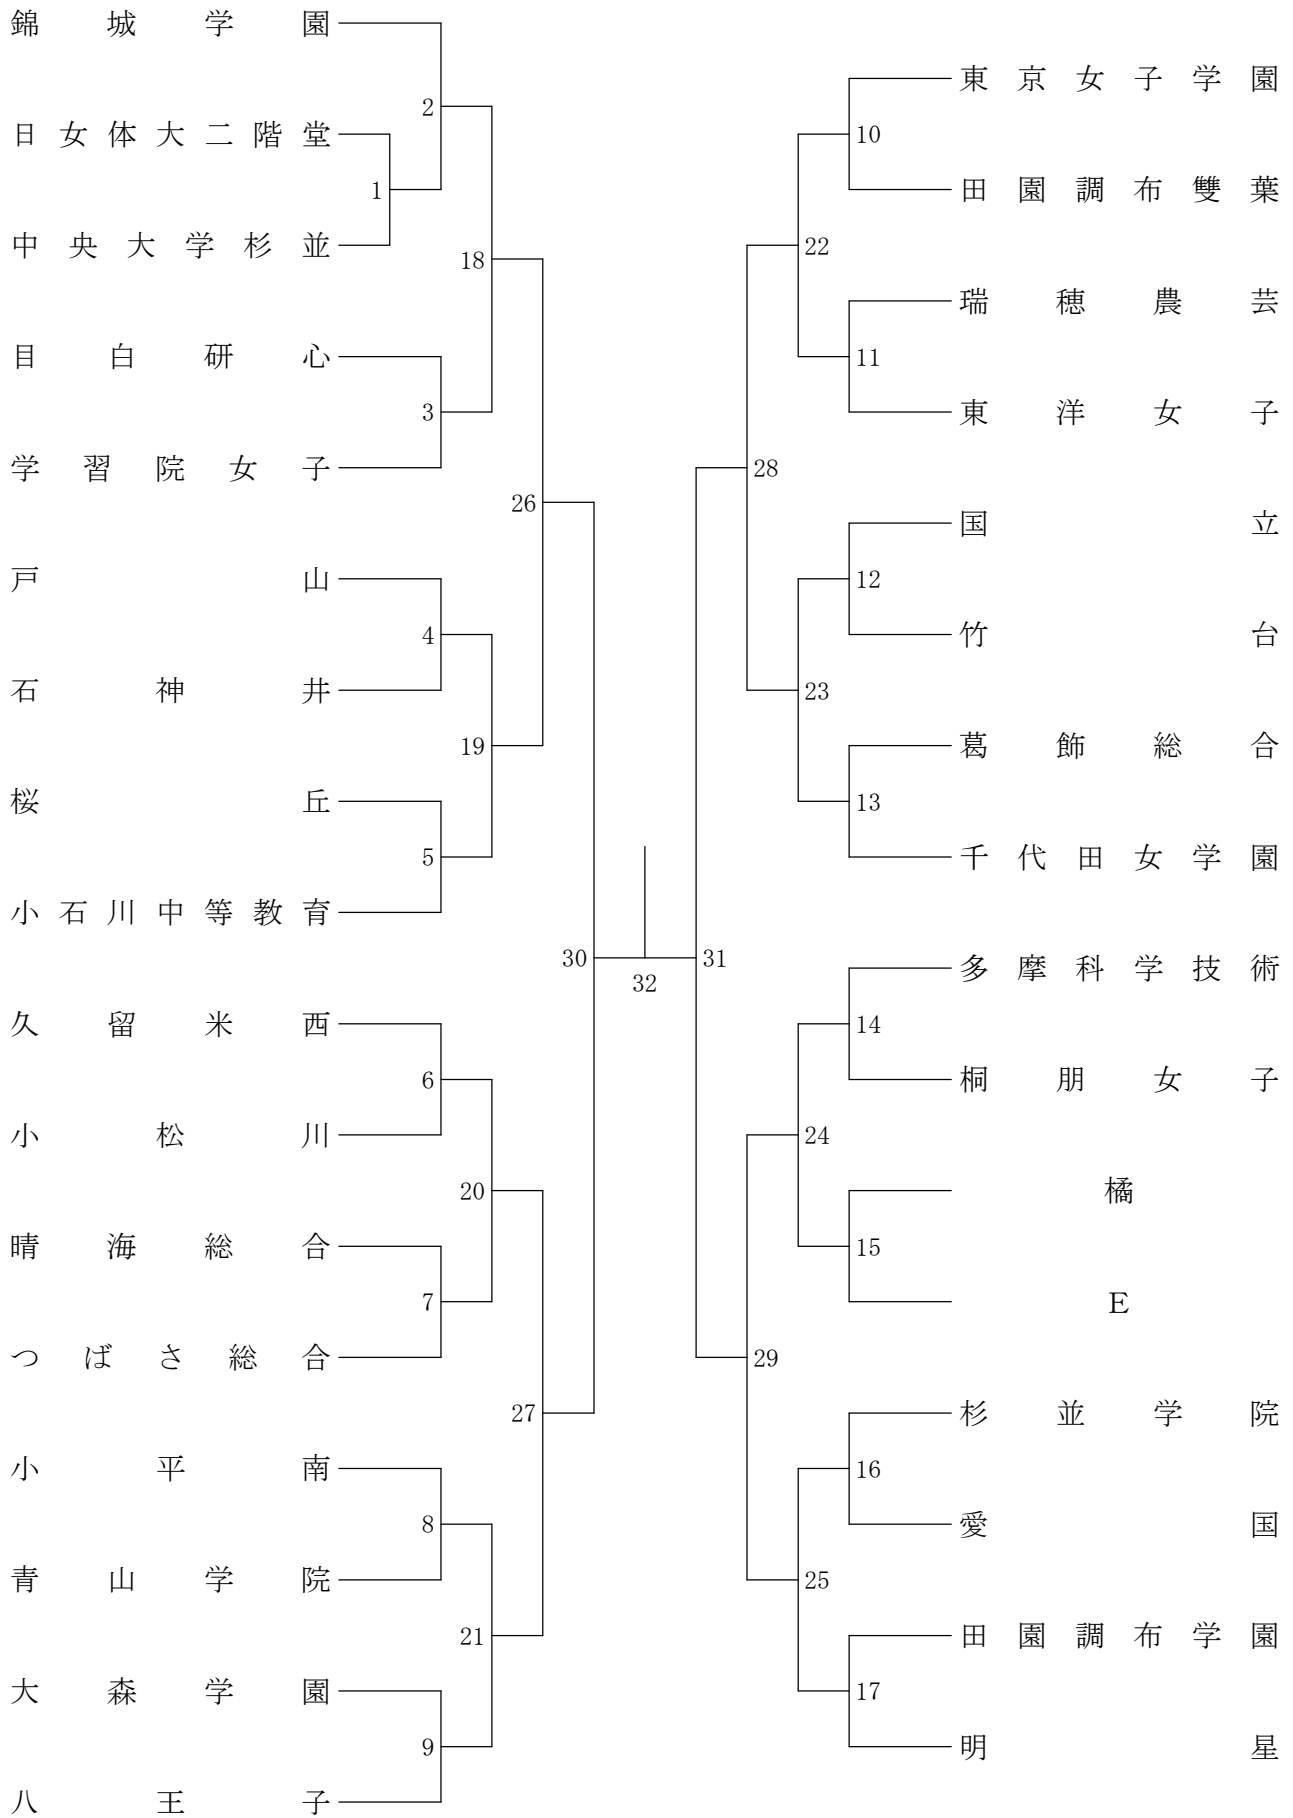 錦城学園
日女体大二階堂
中央大学杉並
目白研心
学習院女子
戸山
石神井
桜丘
小石川中等教育
久留米西
小松川
晴海総合
つばさ総合
小平南
青山学院
大森学園
八王子
1
2
3
4
5
6
7
8
9
18
19
20
21
26
27
30
32
31
28
29
22
23
24
25
10
11
12
13
14
15
16
17
東京女子学園
田園調布雙葉
瑞穂農芸
東洋女子
国立
竹台
葛飾総合
千代田女学園
多摩科学技術
桐朋女子
橘
E
杉並学院
愛国
田園調布学園
明星